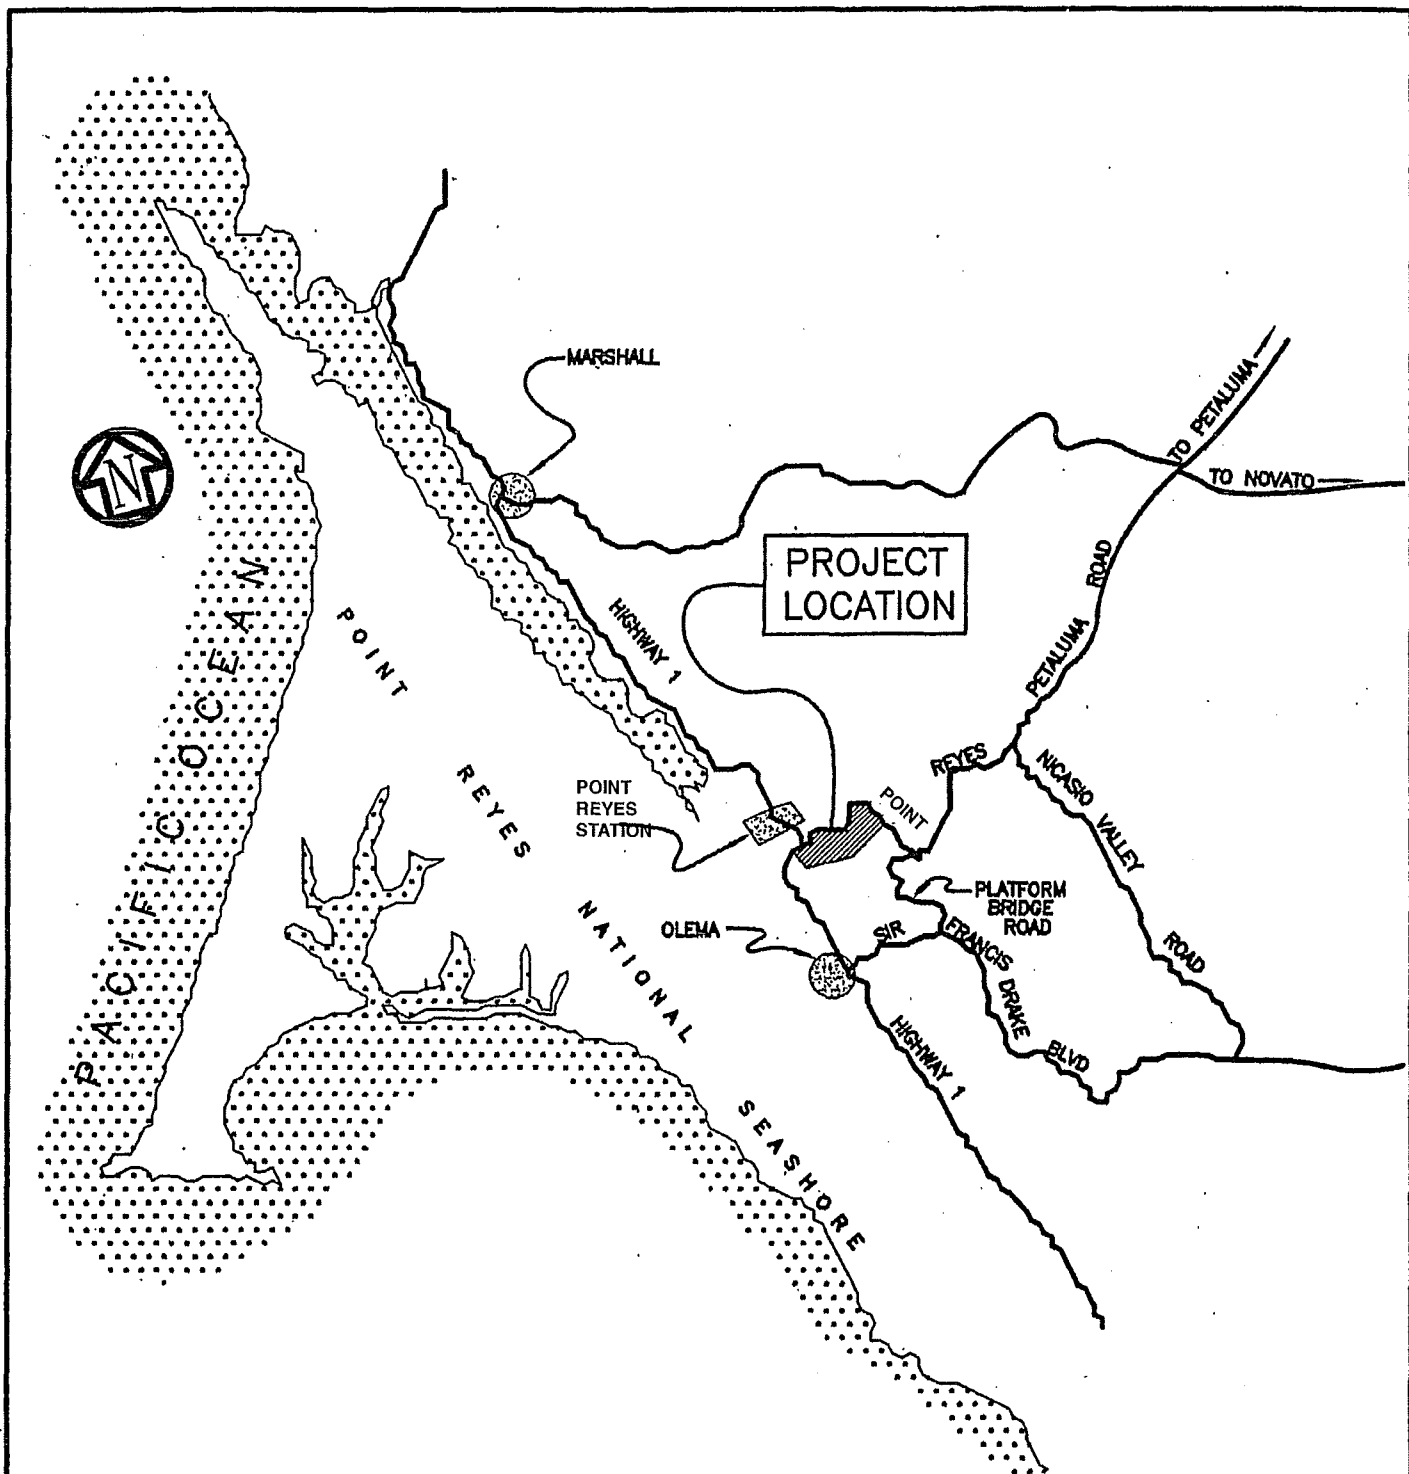 MARSHALL
TO PETALUMA
TO NOVATO
N
PROJECT
LOCATION
PACIFIC OCEAN
POINT REYES NATIONAL SEASHORE
HIGHWAY 1
POINT REYES PETALUMA ROAD
NICASIO VALLEY ROAD
POINT
REYES
STATION
PLATFORM
BRIDGE
ROAD
OLEMA
SIR FRANCIS DRAKE BLVD
HIGHWAY 1